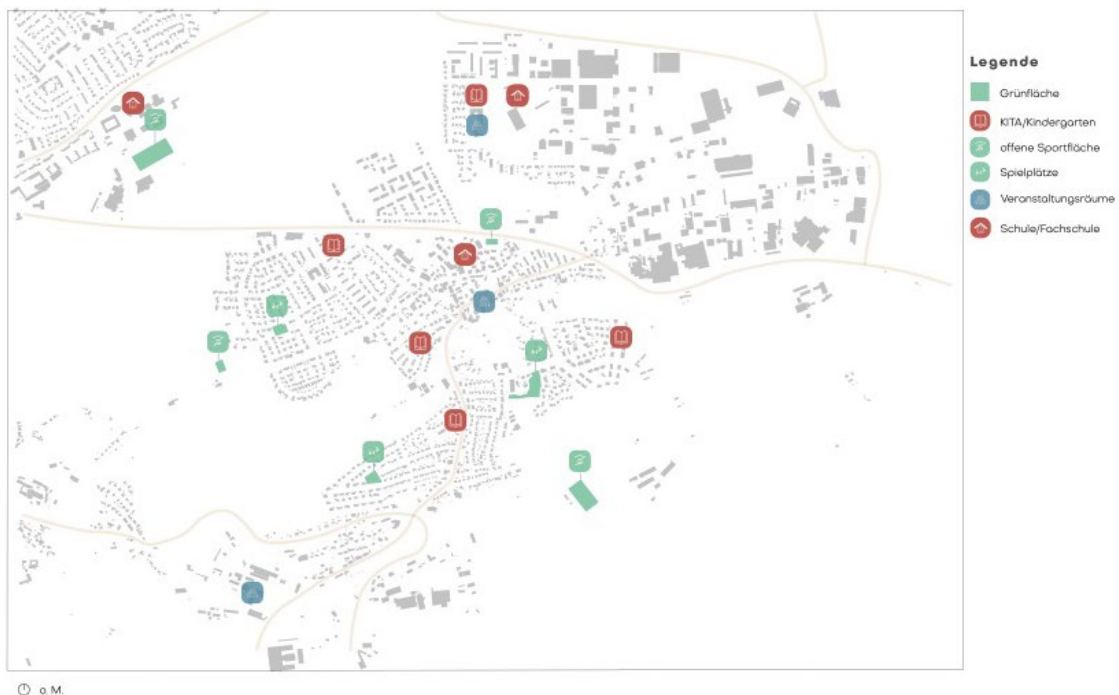 Legende
Grünfläche
KITA/Kindergarten
offene Sportfläche
Spielplätze
Veranstaltungsräume
Schule/Fachschule
o. M.